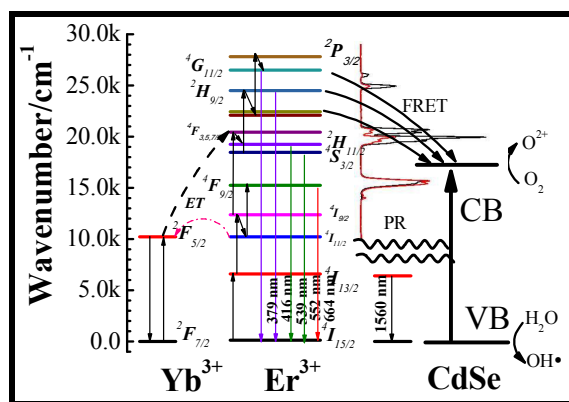 Wavenumber/cm⁻¹
30.0k
25.0k
20.0k
15.0k
10.0k
5.0k
0.0
²F₅/₂
²F₇/₂
ET
Yb³⁺
⁴G₁₁/₂
²H₉/₂
⁴F₃,₅,₇/₂
⁴F₉/₂
²P₃/₂
²H₁₁/₂
⁴S₃/₂
⁴I₉/₂
⁴I₁₁/₂
⁴I₁₃/₂
⁴I₁₅/₂
379 nm
416 nm
539 nm
552 nm
664 nm
1560 nm
Er³⁺
FRET
PR
CB
VB
O²⁺
O₂
H₂O
OH•
CdSe